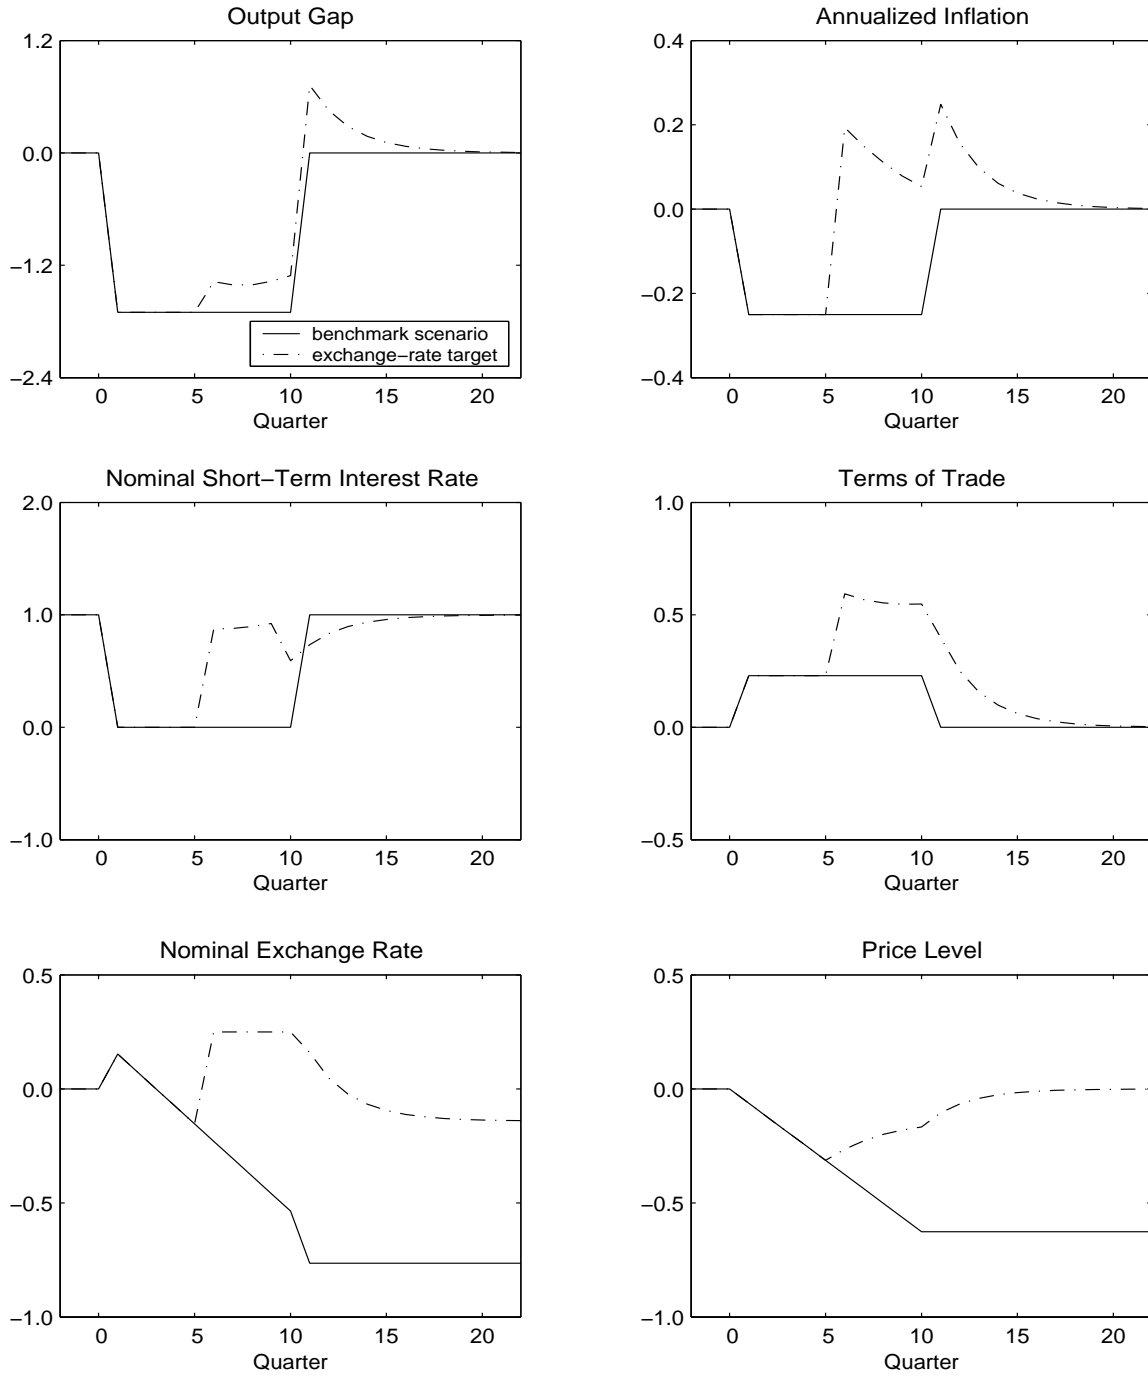 Output Gap
1.2
0.0
−1.2
−2.4
0 5 10 15 20
Quarter
benchmark scenario
exchange−rate target
Annualized Inflation
0.4
0.2
0.0
−0.2
−0.4
0 5 10 15 20
Quarter
Nominal Short−Term Interest Rate
2.0
1.0
0.0
−1.0
0 5 10 15 20
Quarter
Terms of Trade
1.0
0.5
0.0
−0.5
0 5 10 15 20
Quarter
Nominal Exchange Rate
0.5
0.0
−0.5
−1.0
0 5 10 15 20
Quarter
Price Level
0.5
0.0
−0.5
−1.0
0 5 10 15 20
Quarter